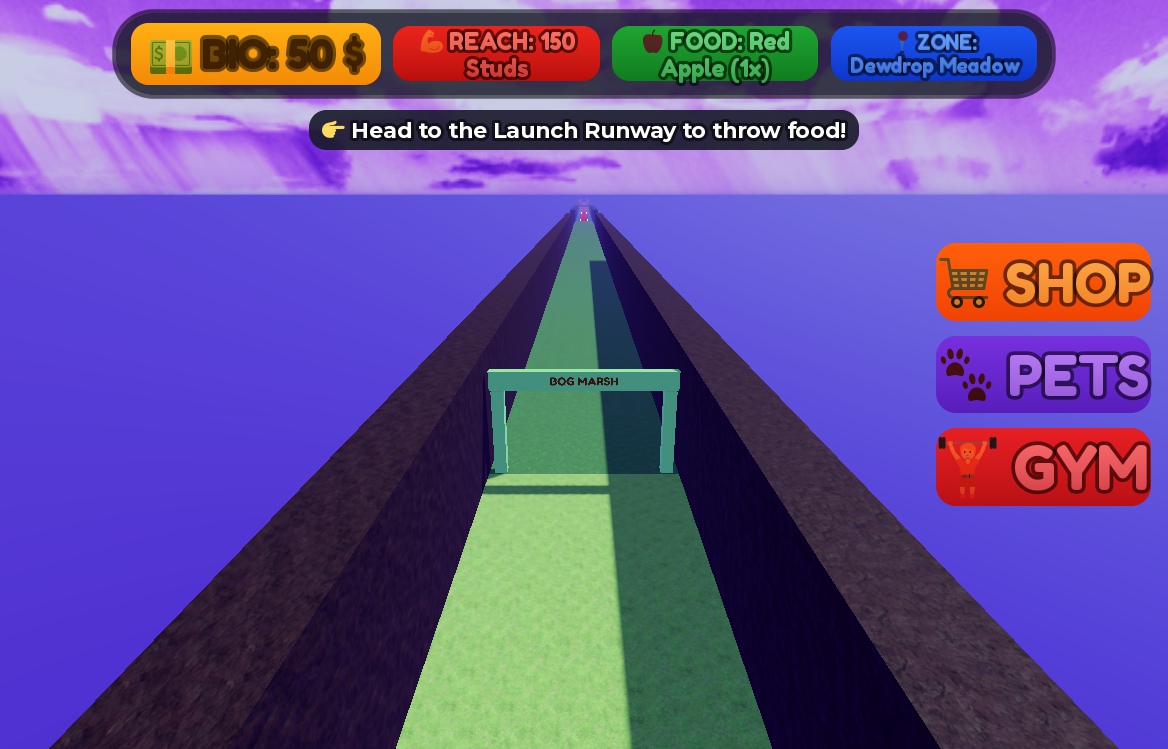 BIO: 50 $
REACH: 150
Studs
FOOD: Red
Apple (1x)
ZONE:
Dewdrop Meadow
Head to the Launch Runway to throw food!
SHOP
PETS
GYM
BOG MARSH